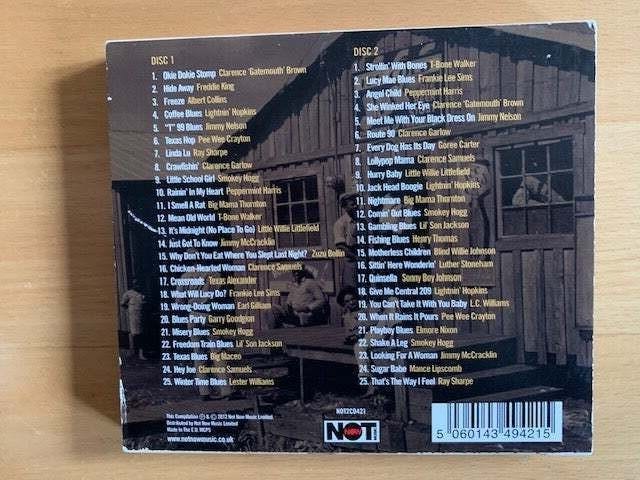 DISC 1
1. Okie Dokie Stomp Clarence 'Gatemouth' Brown
2. Hide Away Freddie King
3. Freeze Albert Collins
4. Coffee Blues Lightnin' Hopkins
5. "T" 99 Blues Jimmy Nelson
6. Texas Hop Pee Wee Crayton
7. Linda Lu Ray Sharpe
8. Crawfishin' Clarence Garlow
9. Little School Girl Smokey Hogg
10. Rainin' In My Heart Peppermint Harris
11. I Smell A Rat Big Mama Thornton
12. Mean Old World T-Bone Walker
13. It's Midnight (No Place To Go) Little Willie Littlefield
14. Just Got To Know Jimmy McCracklin
15. Why Don't You Eat Where You Slept Last Night? Zuzu Bollin
16. Chicken-Hearted Woman Clarence Samuels
17. Crossroads Texas Alexander
18. What Will Lucy Do? Frankie Lee Sims
19. Wrong-Doing Woman Earl Gilliam
20. Blues Party Garry Goodgion
21. Misery Blues Smokey Hogg
22. Freedom Train Blues Lil' Son Jackson
23. Texas Blues Big Maceo
24. Hey Joe Clarence Samuels
25. Winter Time Blues Lester Williams
DISC 2
1. Strollin' With Bones T-Bone Walker
2. Lucy Mae Blues Frankie Lee Sims
3. Angel Child Peppermint Harris
4. She Winked Her Eye Clarence 'Gatemouth' Brown
5. Meet Me With Your Black Dress On Jimmy Nelson
6. Route 90 Clarence Garlow
7. Every Dog Has Its Day Goree Carter
8. Lollypop Mama Clarence Samuels
9. Hurry Baby Little Willie Littlefield
10. Jack Head Boogie Lightnin' Hopkins
11. Nightmare Big Mama Thornton
12. Comin' Out Blues Smokey Hogg
13. Gambling Blues Lil' Son Jackson
14. Fishing Blues Henry Thomas
15. Motherless Children Blind Willie Johnson
16. Sittin' Here Wonderin' Luther Stoneham
17. Quinsella Sonny Boy Johnson
18. Give Me Central 209 Lightnin' Hopkins
19. You Can't Take It With You Baby L.C. Williams
20. When It Rains It Pours Pee Wee Crayton
21. Playboy Blues Elmore Nixon
22. Shake A Leg Smokey Hogg
23. Looking For A Woman Jimmy McCracklin
24. Sugar Babe Mance Lipscomb
25. That's The Way I Feel Ray Sharpe
This Compilation ℗ & © 2012 Not Now Music Limited.
Distributed by Not Now Music Limited
Made In The E.U. MCPS
www.notnowmusic.co.uk
NOT2CD421
NOT NOW
5 060143 494215